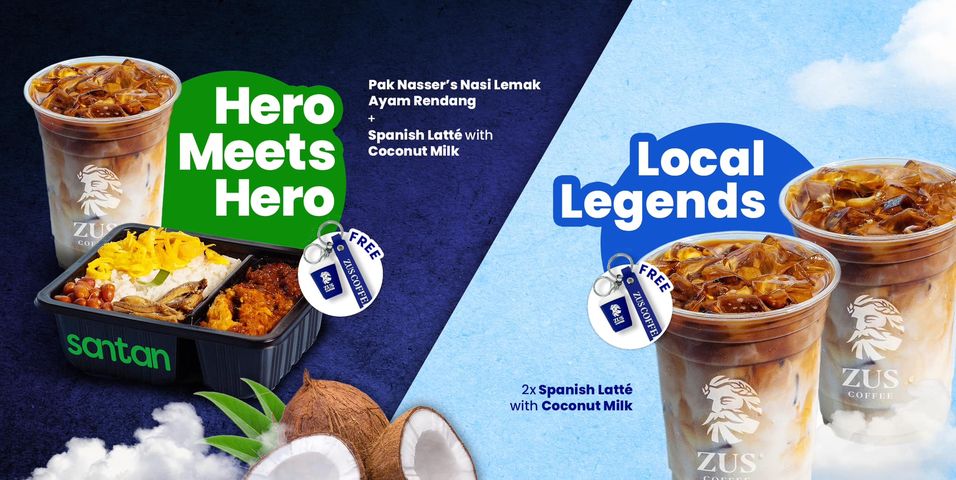 Hero
Meets
Hero
Pak Nasser's Nasi Lemak
Ayam Rendang
+
Spanish Latté with
Coconut Milk
ZUS
COFFEE
FREE
ZUS COFFEE
santan
Local
Legends
FREE
ZUS COFFEE
2x Spanish Latté
with Coconut Milk
ZUS
COFFEE
ZUS
COFFEE